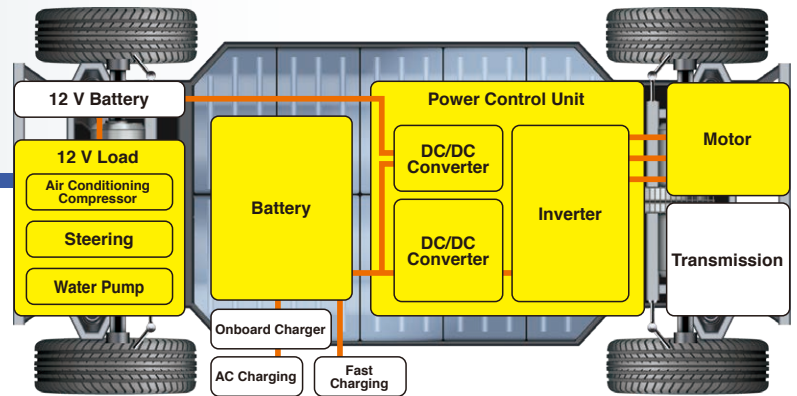 12 V Battery
12 V Load
Air Conditioning
Compressor
Steering
Water Pump
Battery
Onboard Charger
AC Charging
Fast
Charging
Power Control Unit
DC/DC
Converter
DC/DC
Converter
Inverter
Motor
Transmission